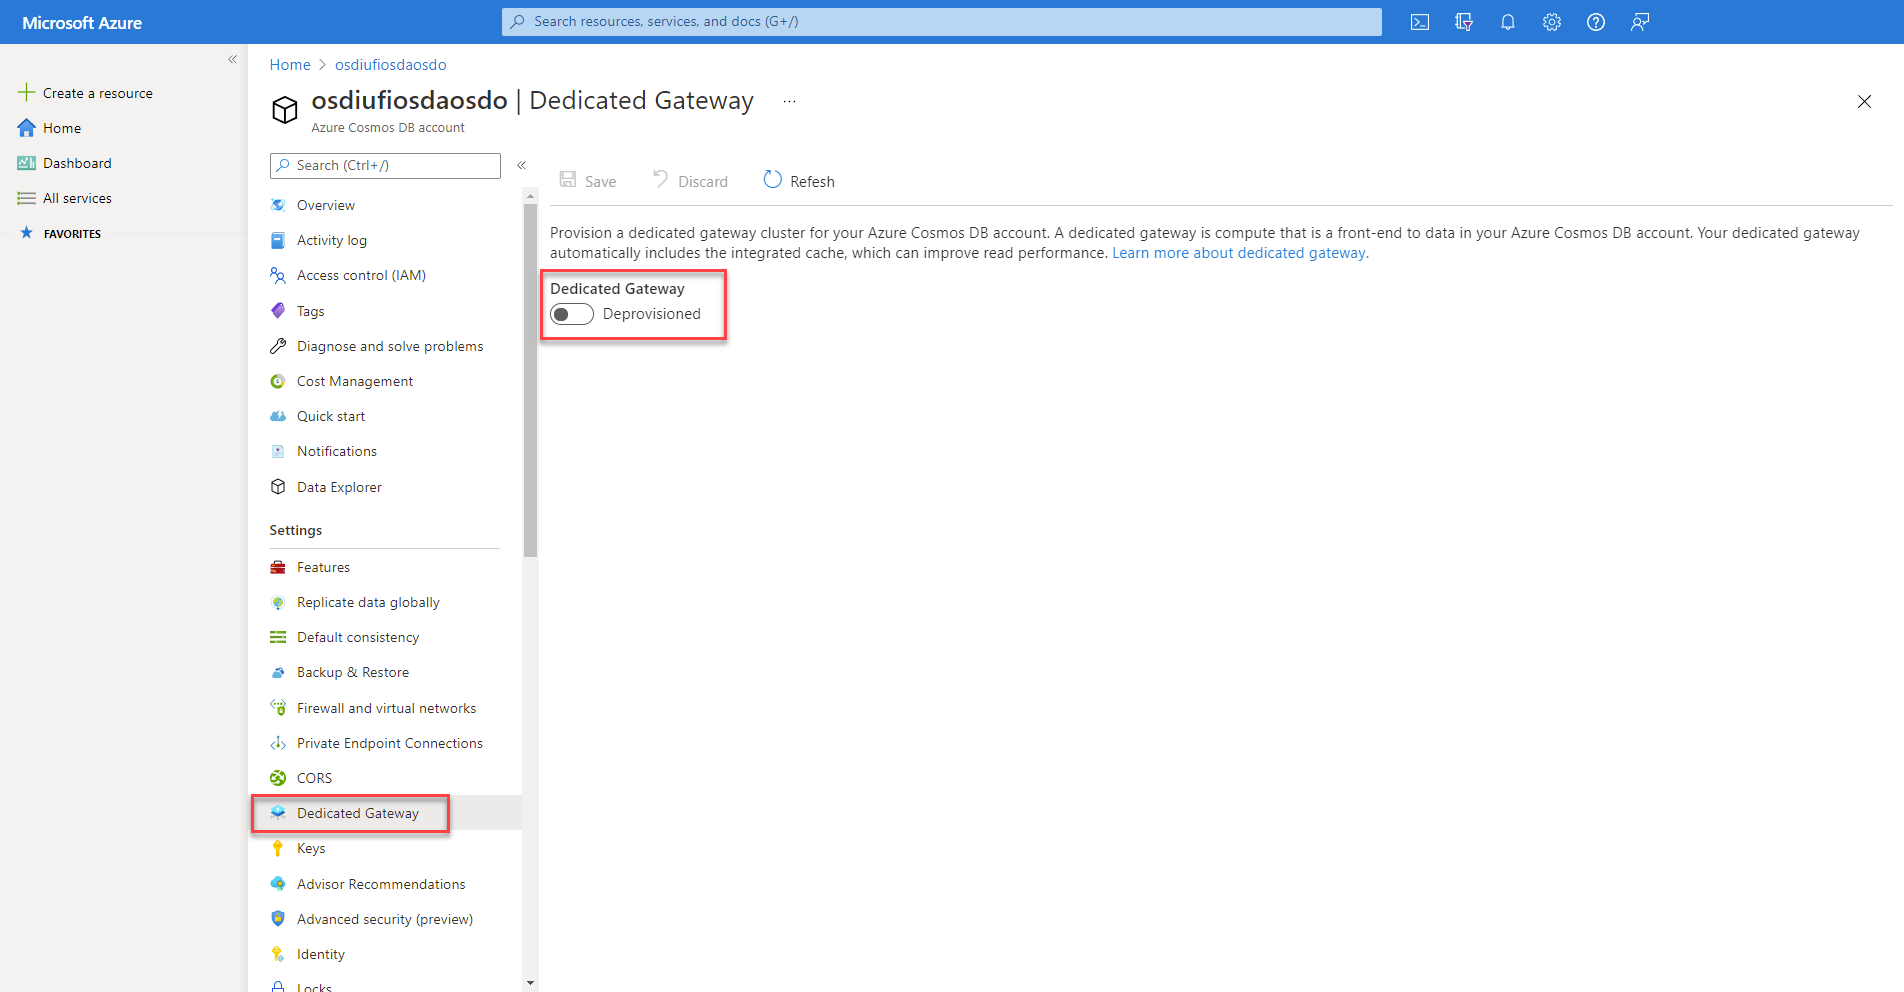 Microsoft Azure
Search resources, services, and docs (G+/)
Create a resource
Home
Dashboard
All services
FAVORITES
Home > osdiufiosdaosdo
osdiufiosdaosdo | Dedicated Gateway ...
Azure Cosmos DB account
Search (Ctrl+/)
Overview
Activity log
Access control (IAM)
Tags
Diagnose and solve problems
Cost Management
Quick start
Notifications
Data Explorer
Settings
Features
Replicate data globally
Default consistency
Backup & Restore
Firewall and virtual networks
Private Endpoint Connections
CORS
Dedicated Gateway
Keys
Advisor Recommendations
Advanced security (preview)
Identity
Locks
Save Discard Refesh
Provision a dedicated gateway cluster for your Azure Cosmos DB account. A dedicated gateway is compute that is a front-end to data in your Azure Cosmos DB account. Your dedicated gateway
automatically includes the integrated cache, which can improve read performance. Learn more about dedicated gateway.
Dedicated Gateway
Deprovisioned